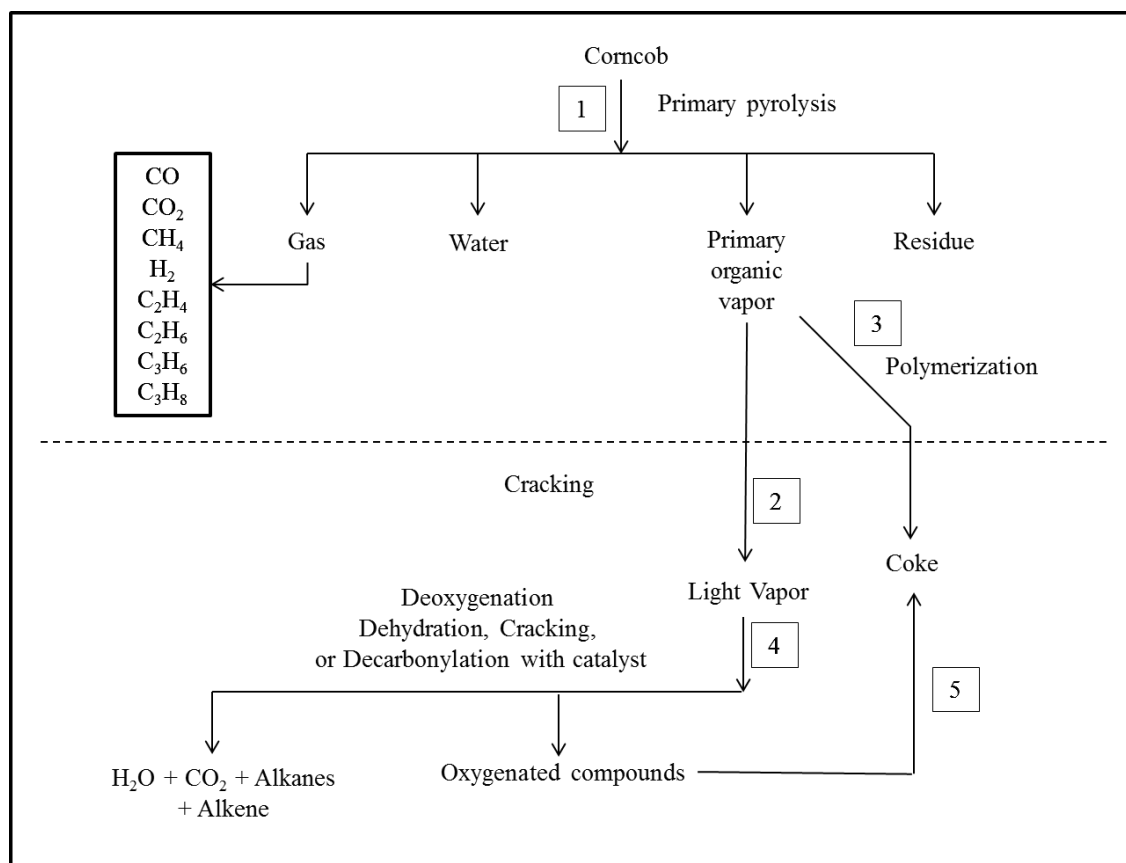 Corncob
1
Primary pyrolysis
CO
CO₂
CH₄
H₂
C₂H₄
C₂H₆
C₃H₆
C₃H₈
Gas
Water
Primary
organic
vapor
Residue
3
Polymerization
Cracking
2
Coke
Light Vapor
Deoxygenation
Dehydration, Cracking,
or Decarbonylation with catalyst
4
5
H₂O + CO₂ + Alkanes
+ Alkene
Oxygenated compounds